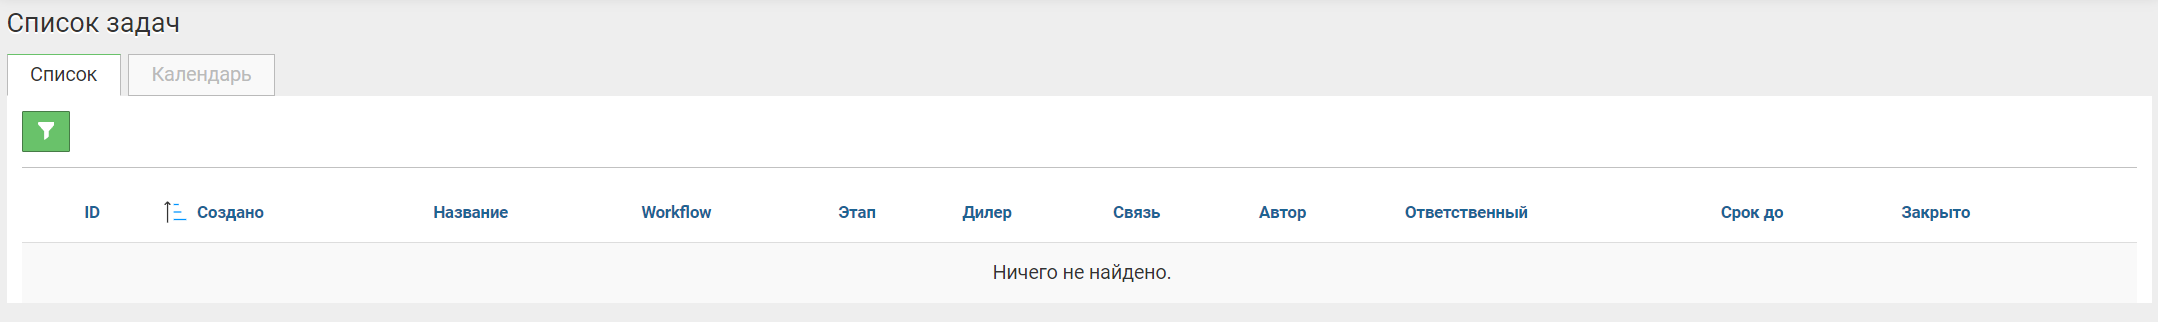 Список задач
Список Календарь
ID Создано Название Workflow Этап Дилер Связь Автор Ответственный Срок до Закрыто
Ничего не найдено.